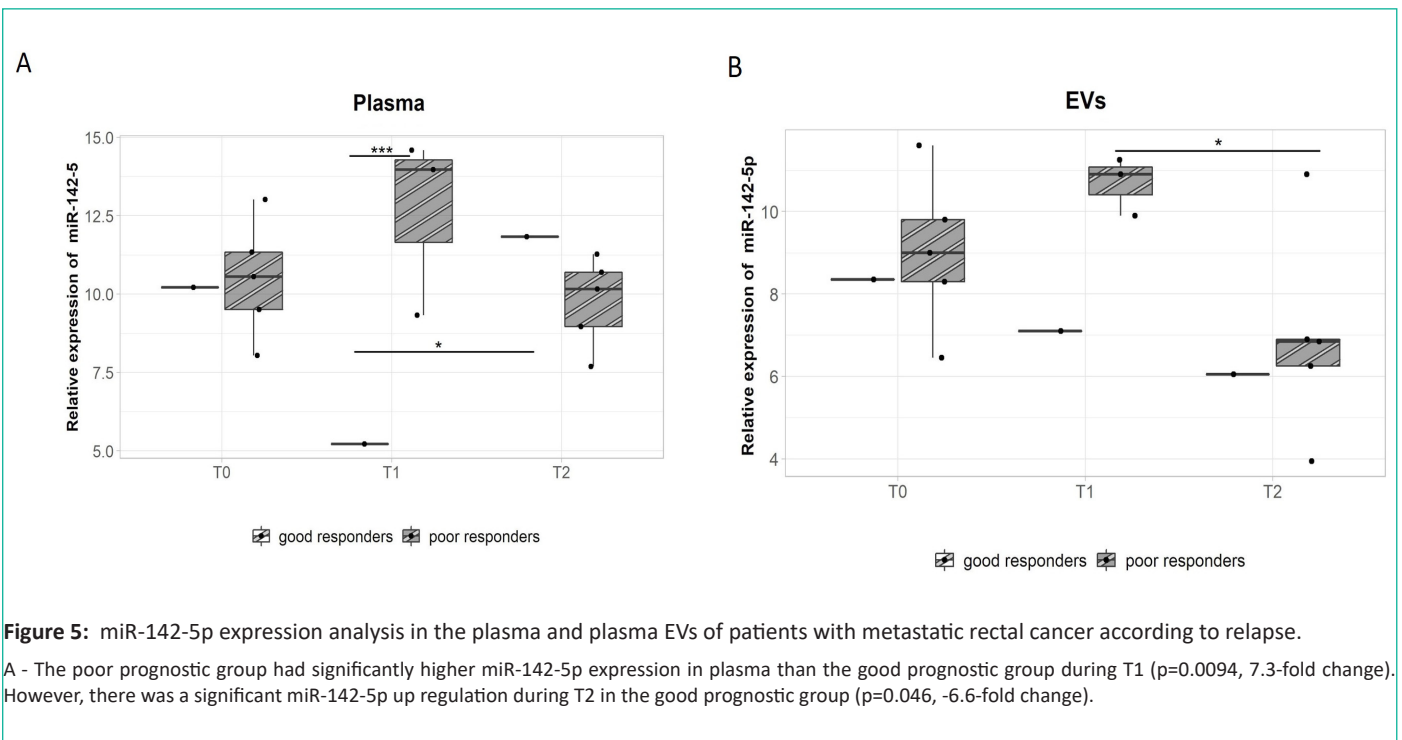 A
Plasma
Relative expression of miR-142-5
15.0
12.5
10.0
7.5
5.0
***
*
T0 T1 T2
good responders poor responders
B
EVs
Relative expression of miR-142-5p
10
8
6
4
*
T0 T1 T2
good responders poor responders
Figure 5: miR-142-5p expression analysis in the plasma and plasma EVs of patients with metastatic rectal cancer according to relapse.
A - The poor prognostic group had significantly higher miR-142-5p expression in plasma than the good prognostic group during T1 (p=0.0094, 7.3-fold change).
However, there was a significant miR-142-5p up regulation during T2 in the good prognostic group (p=0.046, -6.6-fold change).